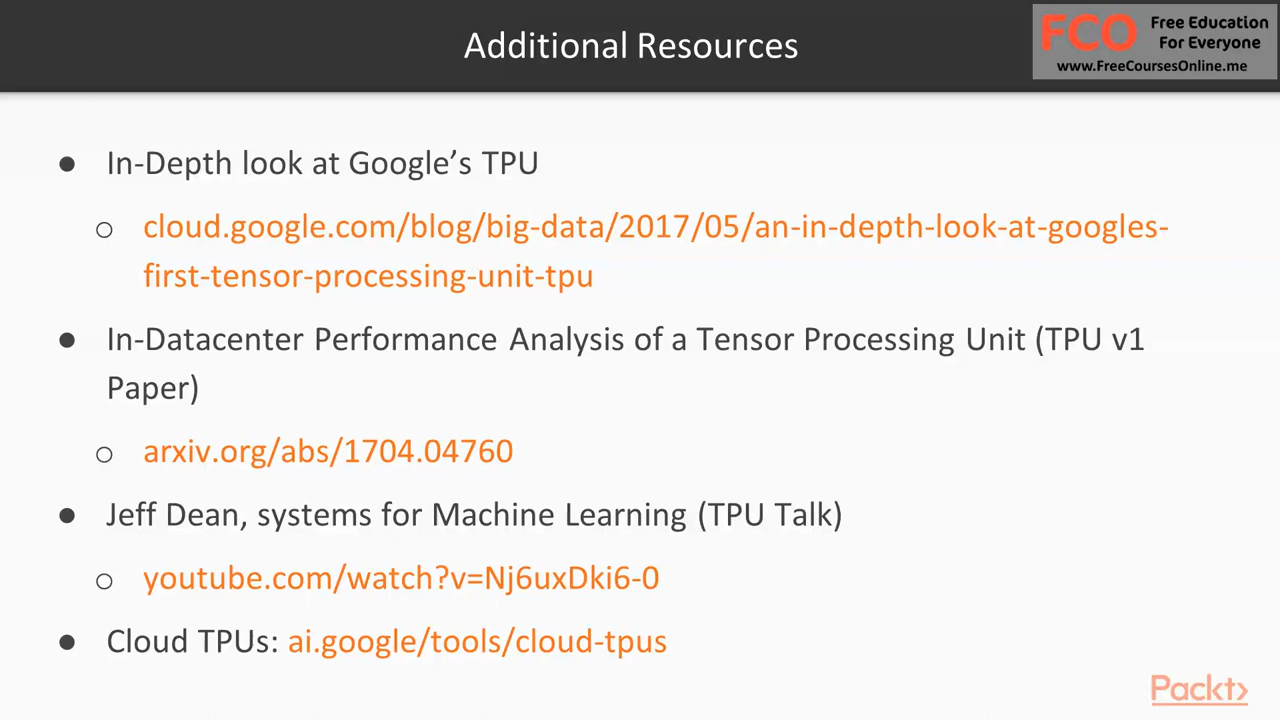 Additional Resources
FCO Free Education
For Everyone
www.FreeCoursesOnline.me
● In-Depth look at Google’s TPU
○ cloud.google.com/blog/big-data/2017/05/an-in-depth-look-at-googles-
first-tensor-processing-unit-tpu
● In-Datacenter Performance Analysis of a Tensor Processing Unit (TPU v1
Paper)
○ arxiv.org/abs/1704.04760
● Jeff Dean, systems for Machine Learning (TPU Talk)
○ youtube.com/watch?v=Nj6uxDki6-0
● Cloud TPUs: ai.google/tools/cloud-tpus
Packt>